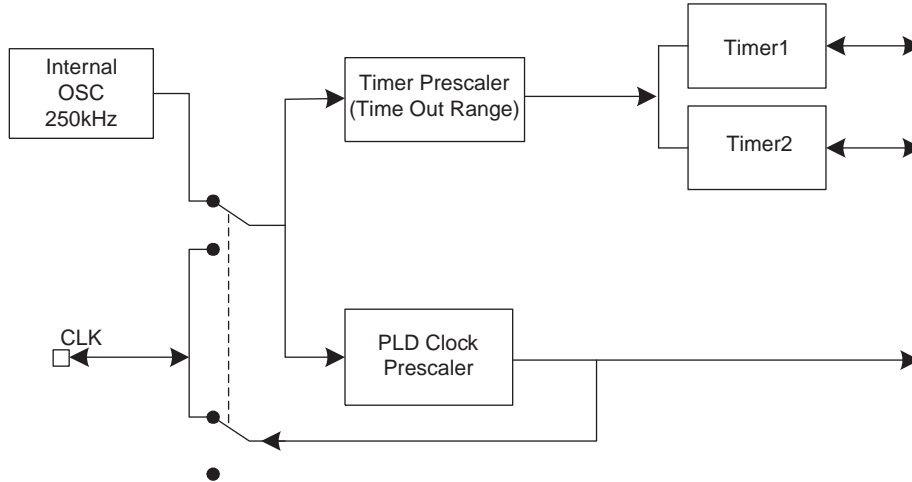 Internal
OSC
250kHz
Timer Prescaler
(Time Out Range)
Timer1
Timer2
CLK
PLD Clock
Prescaler